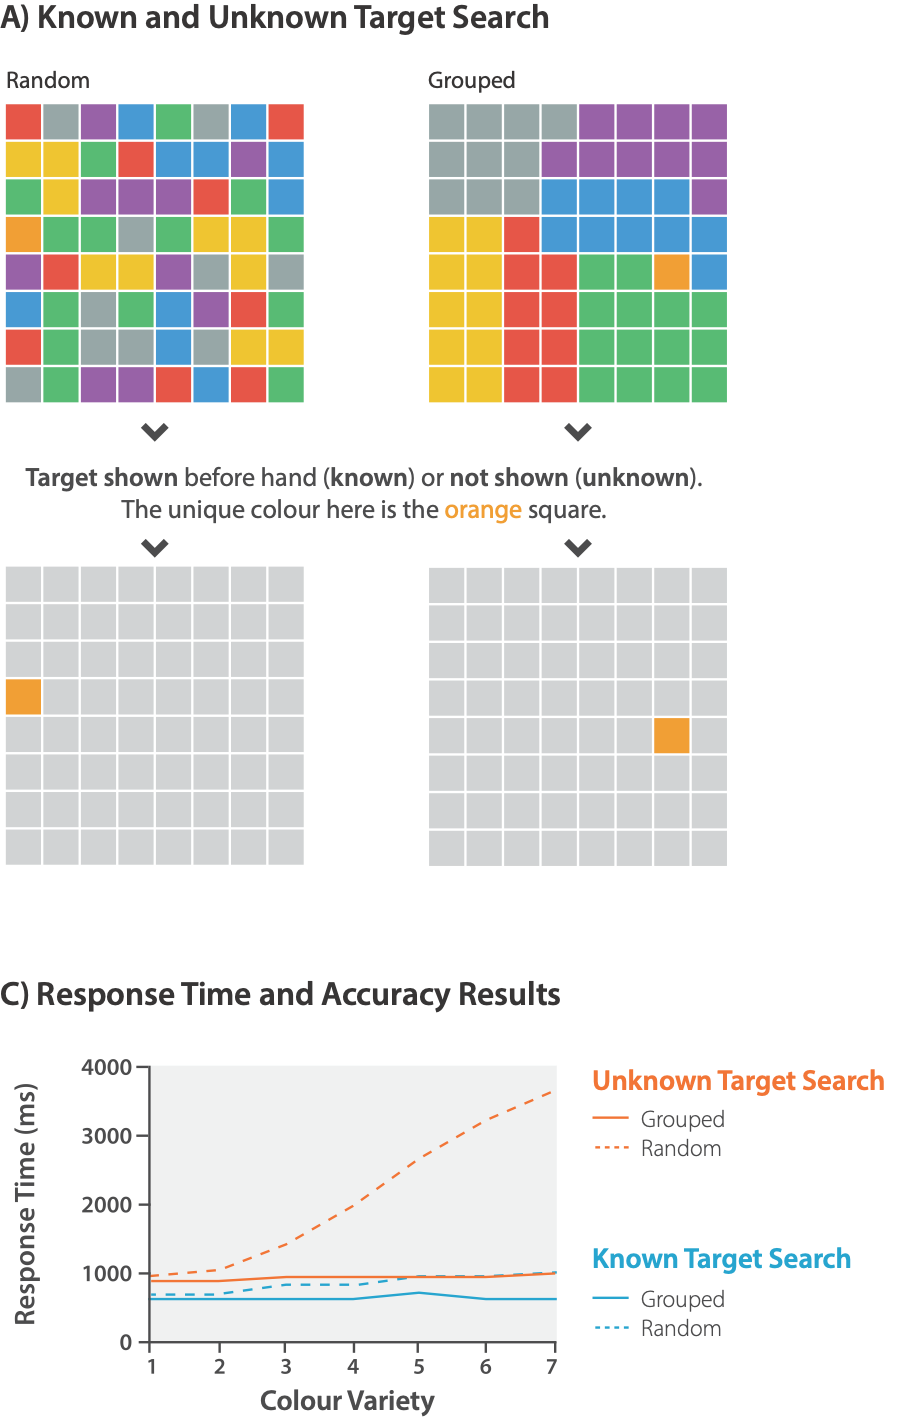 A) Known and Unknown Target Search
Random
Grouped
Target shown before hand (known) or not shown (unknown).
The unique colour here is the orange square.
C) Response Time and Accuracy Results
Response Time (ms)
4000
3000
2000
1000
0
1 2 3 4 5 6 7
Colour Variety
Unknown Target Search
Grouped
Random
Known Target Search
Grouped
Random